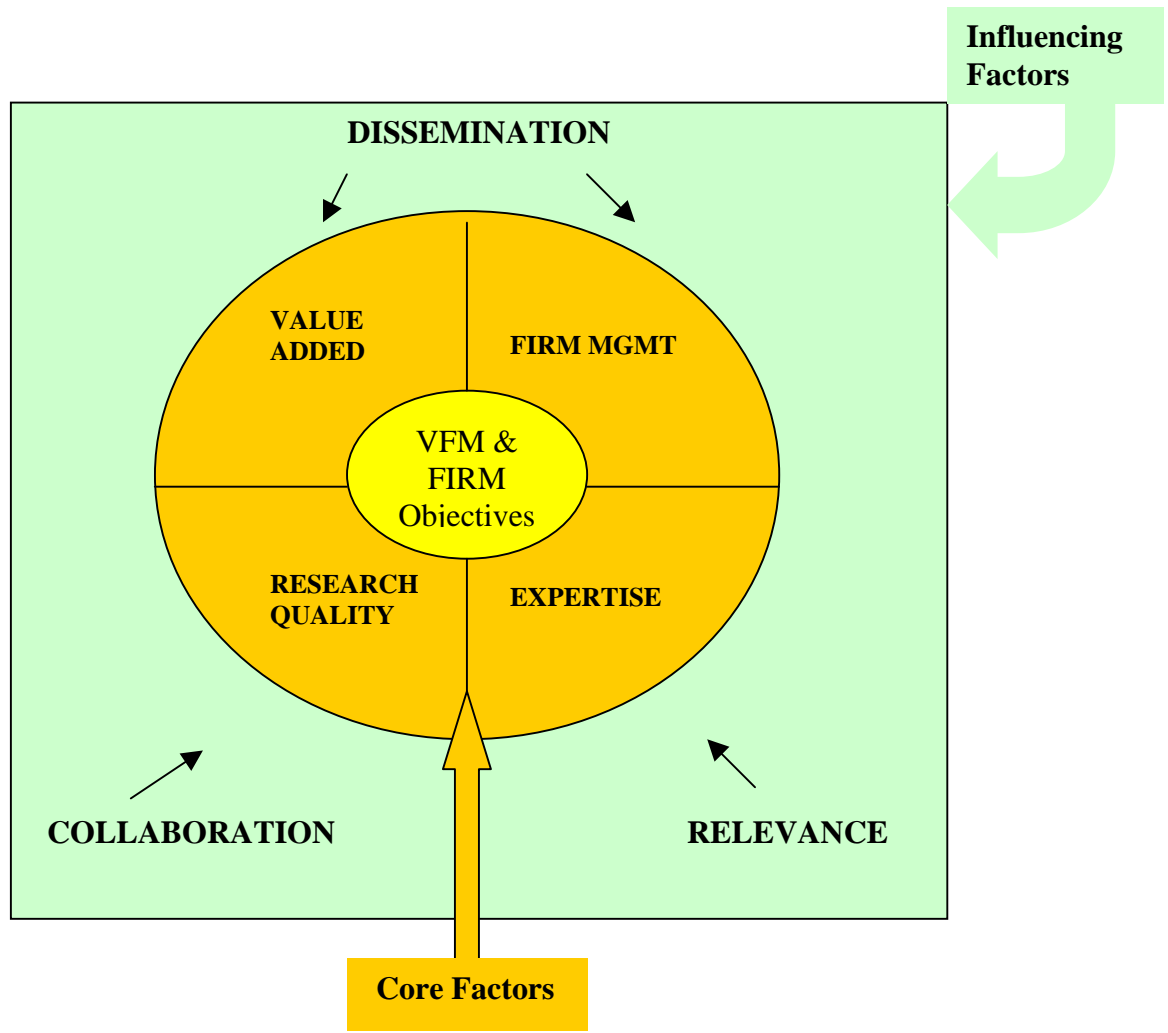 Influencing
Factors
DISSEMINATION
VALUE
ADDED
FIRM MGMT
VFM &
FIRM
Objectives
RESEARCH
QUALITY
EXPERTISE
COLLABORATION
RELEVANCE
Core Factors